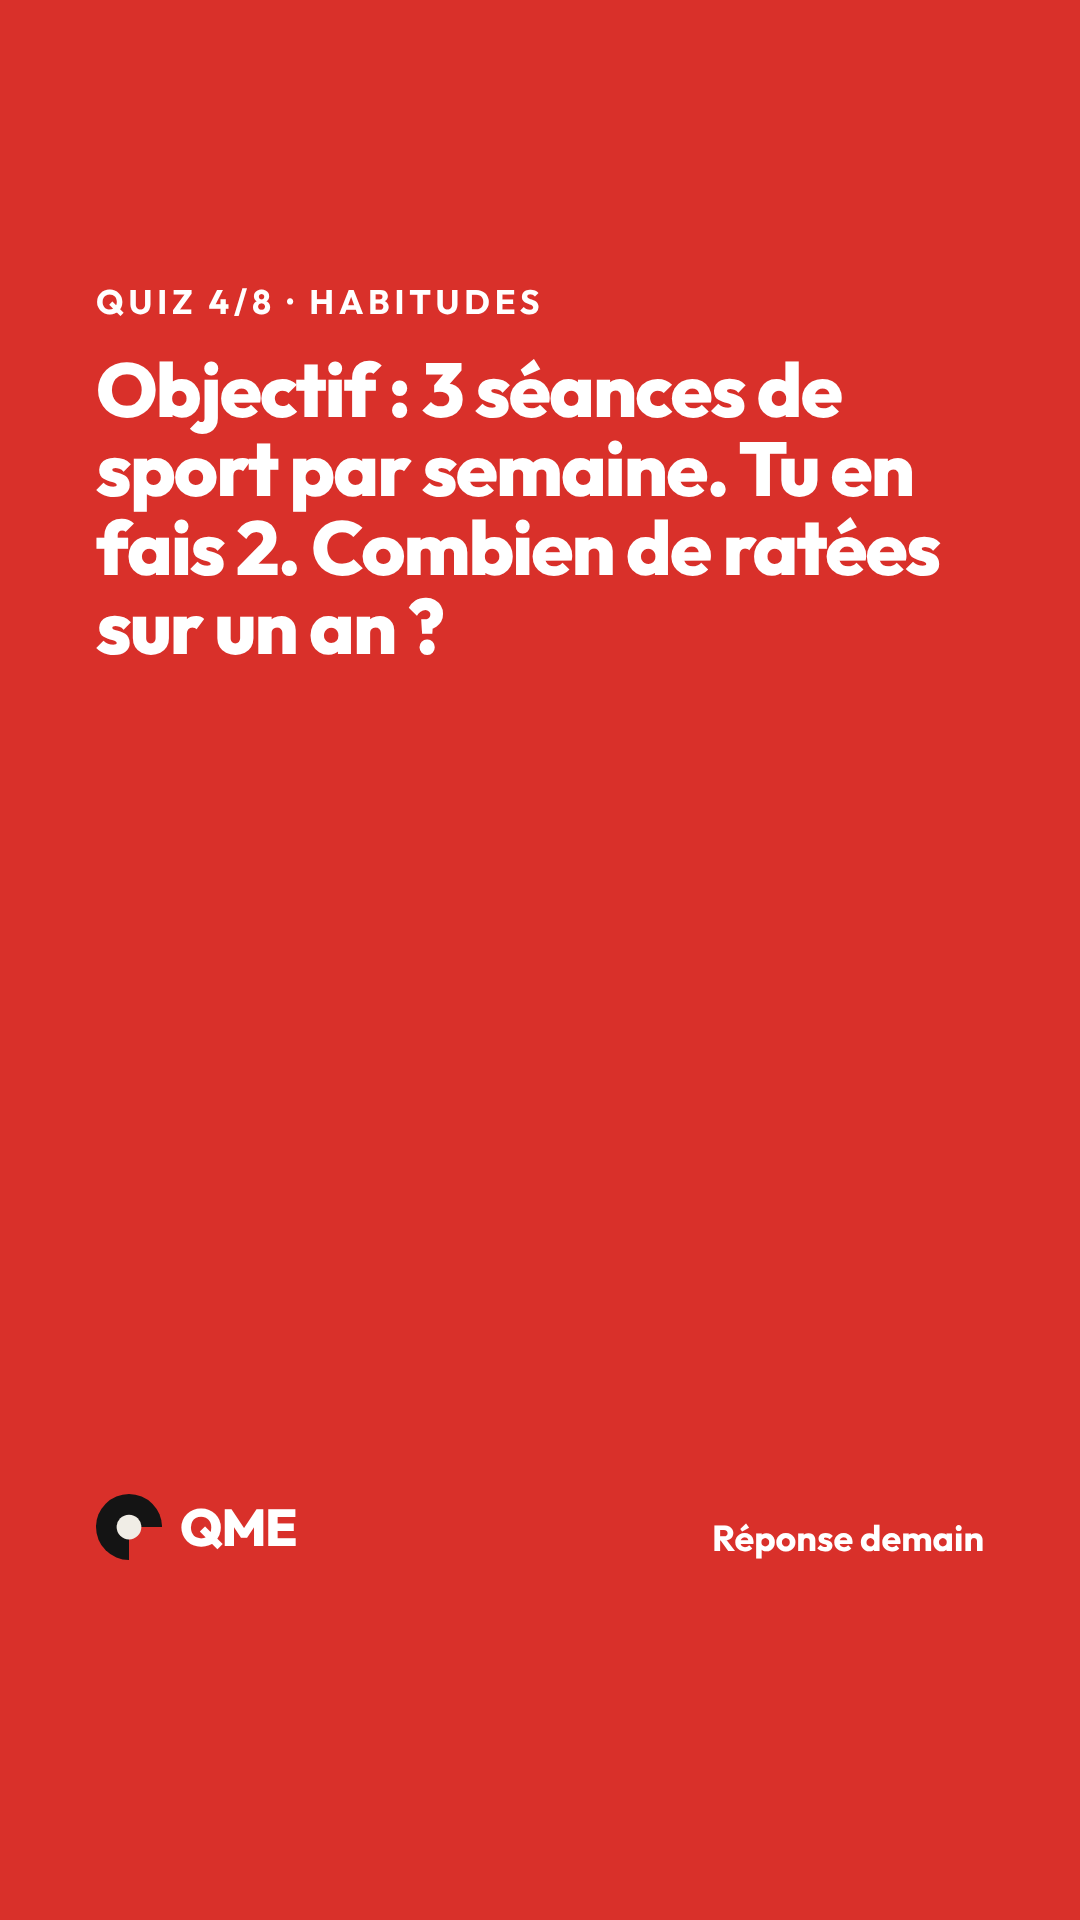 QUIZ 4/8 · HABITUDES
Objectif : 3 séances de
sport par semaine. Tu en
fais 2. Combien de ratées
sur un an ?
QME
Réponse demain